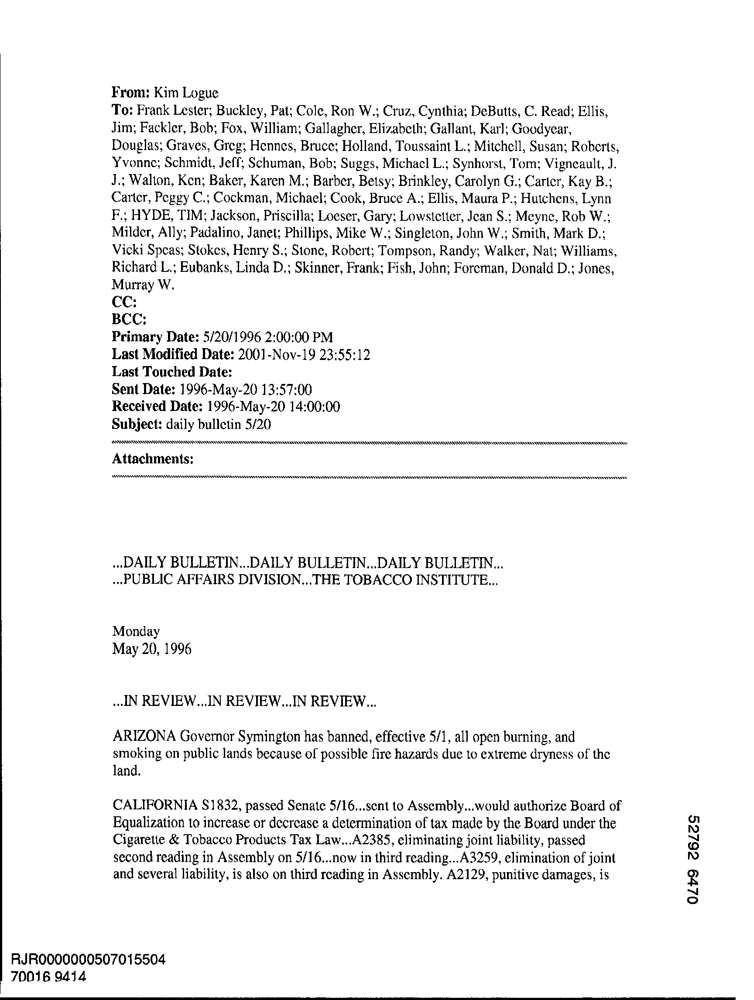 From: Kim Logue
To: Frank Lester; Buckley, Pat; Cole, Ron W.; Cruz, Cynthia; DeButts, C. Read; Ellis,
Jim; Fackler, Bob; Fox, William; Gallagher, Elizabeth; Gallant, Karl; Goodyear,
Douglas; Graves, Greg; Hennes, Bruce; Holland, Toussaint L.; Mitchell, Susan; Roberts,
Yvonne; Schmidt, Jeff; Schuman, Bob; Suggs, Michael L.; Synhorst, Tom; Vigneault, J.
J.; Walton, Ken; Baker, Karen M.; Barber, Betsy; Brinkley, Carolyn G.; Carter, Kay B.;
Carter, Peggy C.; Cockman, Michael; Cook, Bruce A.; Ellis, Maura P.; Hutchens, Lynn
F.; HYDE, TIM; Jackson, Priscilla; Loeser, Gary; Lowstetter, Jean S.; Meyne, Rob W.;
Milder, Ally; Padalino, Janet; Phillips, Mike W.; Singleton, John W.; Smith, Mark D.;
Vicki Speas; Stokes, Henry S.; Stone, Robert; Tompson, Randy; Walker, Nat; Williams,
Richard L.; Eubanks, Linda D.; Skinner, Frank; Fish, John; Foreman, Donald D.; Jones,
Murray W.
CC:
BCC:
Primary Date: 5/20/1996 2:00:00 PM
Last Modified Date: 2001-Nov-19 23:55:12
Last Touched Date:
Sent Date: 1996-May-20 13:57:00
Received Date: 1996-May-20 14:00:00
Subject: daily bulletin 5/20
Attachments:
...DAILY BULLETIN...DAILY BULLETIN...DAILY BULLETIN...
...PUBLIC AFFAIRS DIVISION...THE TOBACCO INSTITUTE...
Monday
May 20, 1996
...IN REVIEW...IN REVIEW...IN REVIEW...
ARIZONA Governor Symington has banned, effective 5/1, all open burning, and
smoking on public lands because of possible fire hazards due to extreme dryness of the
land.
CALIFORNIA S1832, passed Senate 5/16...sent to Assembly...would authorize Board of
Equalization to increase or decrease a determination of tax made by the Board under the
Cigarette & Tobacco Products Tax Law...A2385, eliminating joint liability, passed
second reading in Assembly on 5/16...now in third reading...A3259, elimination of joint
and several liability, is also on third reading in Assembly. A2129, punitive damages, is
52792 6470
RJR0000000507015504
70016 9414